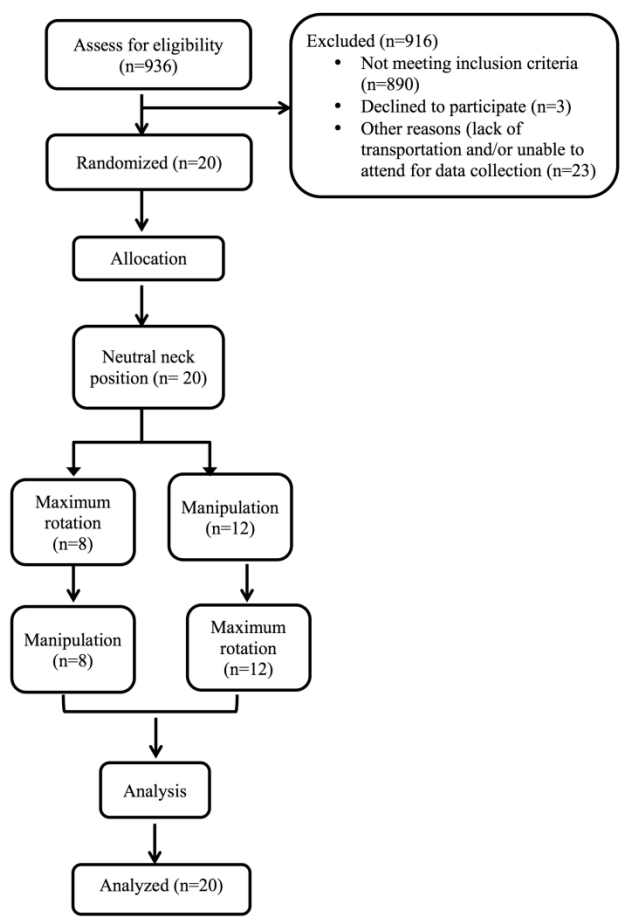 Assess for eligibility
(n=936)
Excluded (n=916)
• Not meeting inclusion criteria
(n=890)
• Declined to participate (n=3)
• Other reasons (lack of
transportation and/or unable to
attend for data collection (n=23)
Randomized (n=20)
Allocation
Neutral neck
position (n= 20)
Maximum
rotation
(n=8)
Manipulation
(n=12)
Manipulation
(n=8)
Maximum
rotation
(n=12)
Analysis
Analyzed (n=20)